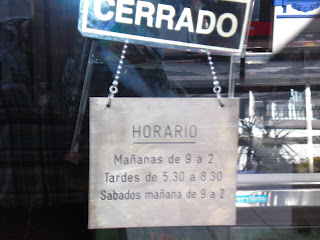 CERRADO
HORARIO
Mañanas de 9 a 2
Tardes de 5.30 a 8.30
Sabados mañana de 9 a 2